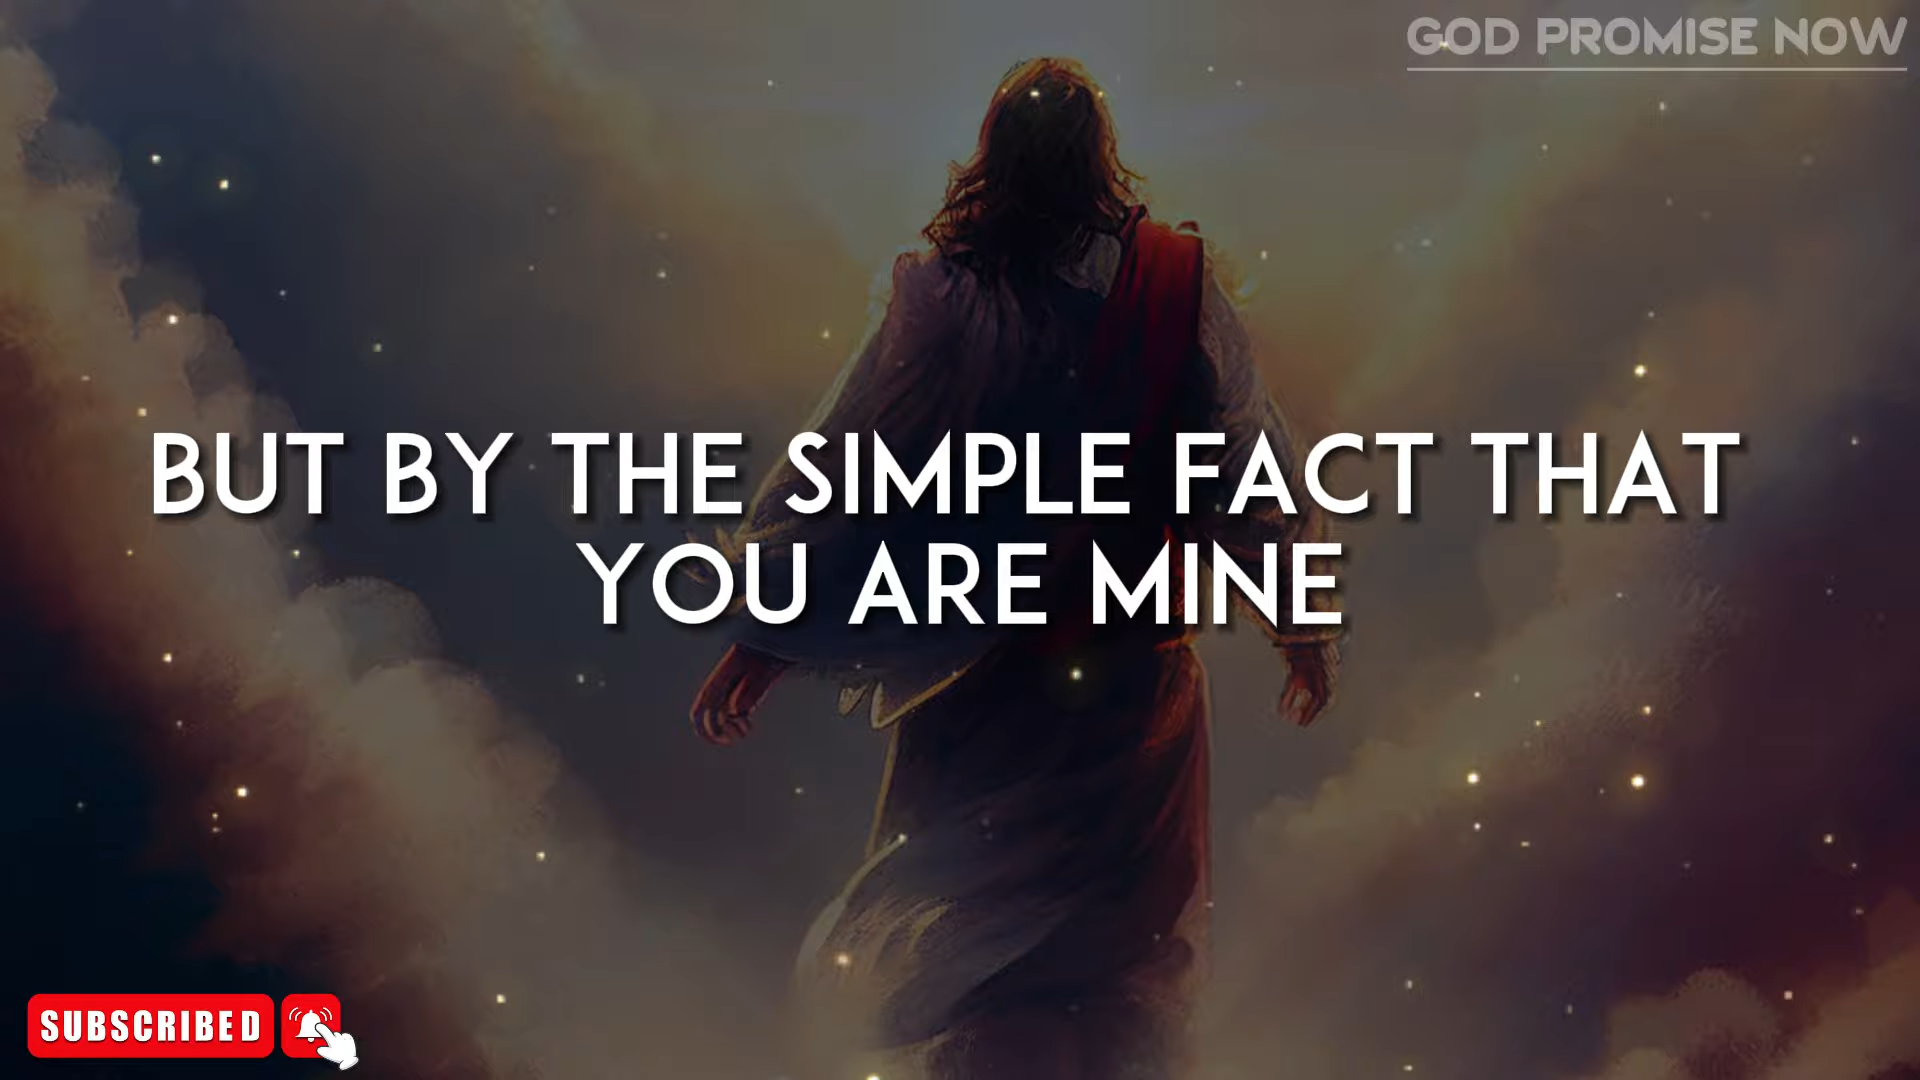 GOD PROMISE NOW
BUT BY THE SIMPLE FACT THAT
YOU ARE MINE
SUBSCRIBED